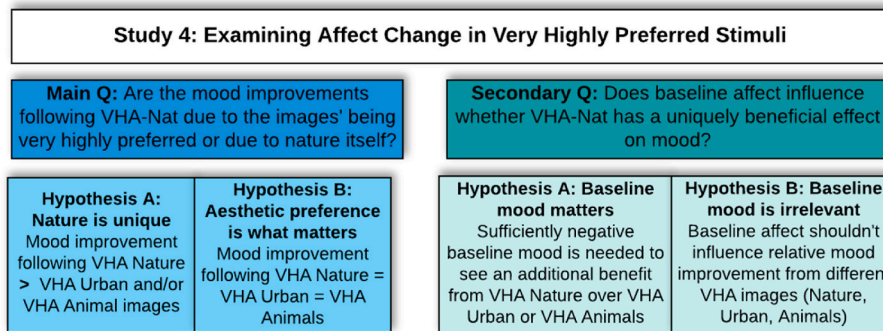 Study 4: Examining Affect Change in Very Highly Preferred Stimuli
Main Q: Are the mood improvements
following VHA-Nat due to the images' being
very highly preferred or due to nature itself?
Secondary Q: Does baseline affect influence
whether VHA-Nat has a uniquely beneficial effect
on mood?
Hypothesis A:
Nature is unique
Mood improvement
following VHA Nature
> VHA Urban and/or
VHA Animal images
Hypothesis B:
Aesthetic preference
is what matters
Mood improvement
following VHA Nature =
VHA Urban = VHA
Animals
Hypothesis A: Baseline
mood matters
Sufficiently negative
baseline mood is needed to
see an additional benefit
from VHA Nature over VHA
Urban or VHA Animals
Hypothesis B: Baseline
mood is irrelevant
Baseline affect shouldn't
influence relative mood
improvement from different
VHA images (Nature,
Urban, Animals)